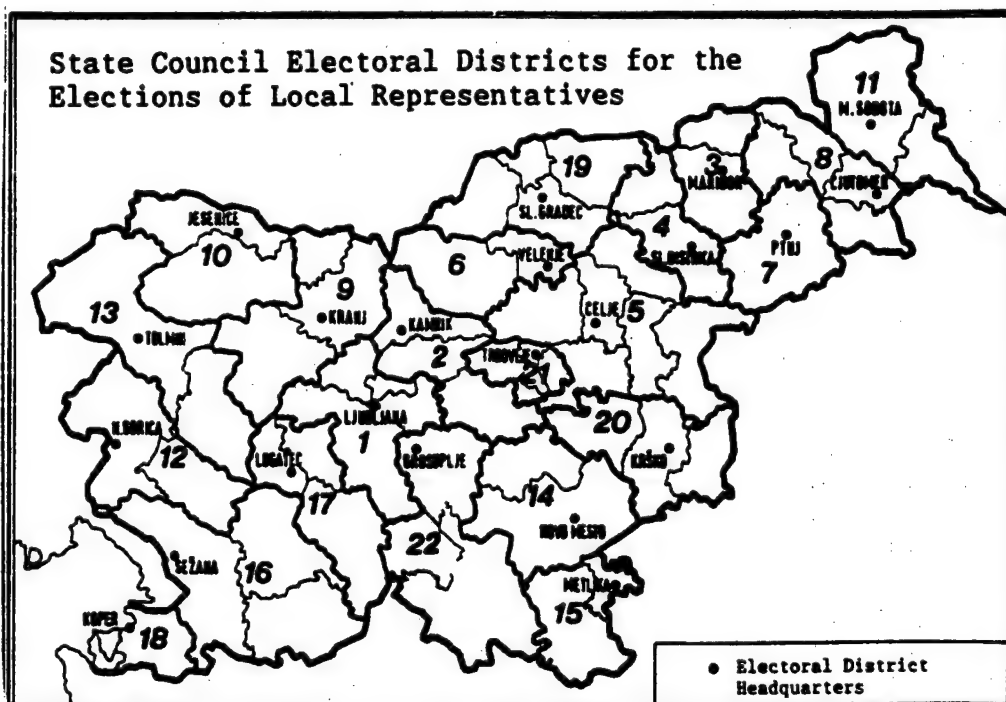 State Council Electoral Districts for the
Elections of Local Representatives
11
M. SOBOTA
19
3
MARIBOR
8
LJUTOMER
SL. GRADEC
JESENICE
4
10
6
VELENJE
SL. BISTRICA
PTUJ
7
9
13
KRANJ
KAMNIK
CELJE
5
TOLMIN
2
TRBOVLJE
21
LJUBLJANA
20
N. GORICA
1
12
LOGATEC
GROSUPLJE
KRŠKO
17
14
NOVO MESTO
22
SEŽANA
16
METLIKA
15
KOPER
18
• Electoral District
Headquarters